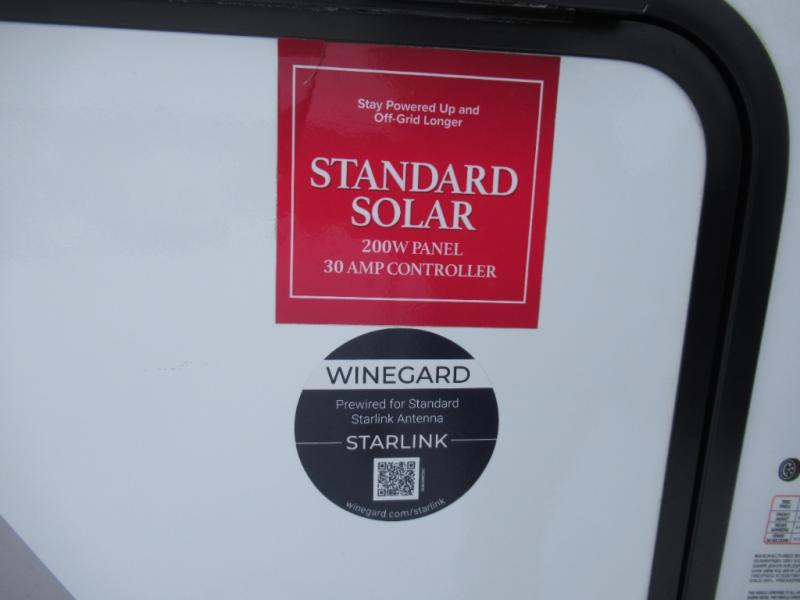 Stay Powered Up and
Off-Grid Longer
STANDARD
SOLAR
200W PANEL
30 AMP CONTROLLER
WINEGARD
Prewired for Standard
Starlink Antenna
STARLINK
winegard.com/starlink